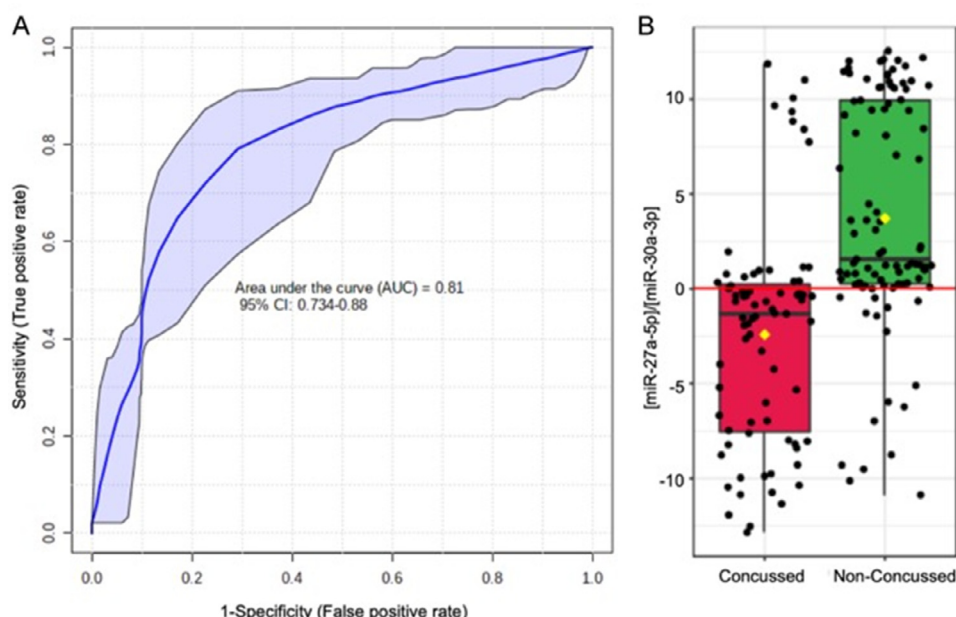 A
1.0
0.8
0.6
0.4
0.2
0.0
Sensitivity (True positive rate)
Area under the curve (AUC) = 0.81
95% CI: 0.734-0.88
0.0 0.2 0.4 0.6 0.8 1.0
1-Specificity (False positive rate)
B
10
5
0
-5
-10
[miR-27a-5p]/[miR-30a-3p]
Concussed Non-Concussed